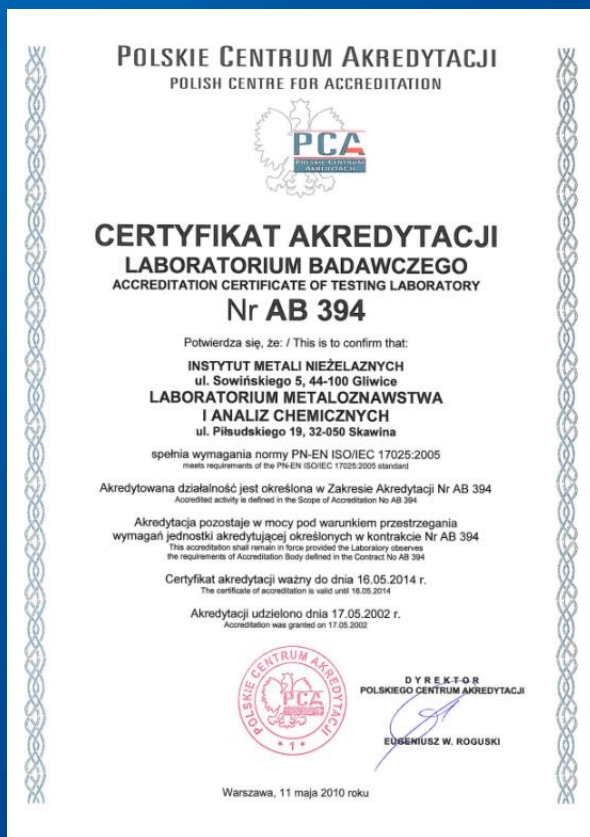 POLSKIE CENTRUM AKREDYTACJI
POLISH CENTRE FOR ACCREDITATION
PCA
POLSKIE CENTRUM
AKREDYTACJI
CERTYFIKAT AKREDYTACJI
LABORATORIUM BADAWCZEGO
ACCREDITATION CERTIFICATE OF TESTING LABORATORY
Nr AB 394
Potwierdza się, że: / This is to confirm that:
INSTYTUT METALI NIEŻELAZNYCH
ul. Sowińskiego 5, 44-100 Gliwice
LABORATORIUM METALOZNAWSTWA
I ANALIZ CHEMICZNYCH
ul. Piłsudskiego 19, 32-050 Skawina
spełnia wymagania normy PN-EN ISO/IEC 17025:2005
meets requirements of the PN-EN ISO/IEC 17025:2005 standard
Akredytowana działalność jest określona w Zakresie Akredytacji Nr AB 394
Accredited activity is defined in the Scope of Accreditation No AB 394
Akredytacja pozostaje w mocy pod warunkiem przestrzegania
wymagań jednostki akredytującej określonych w kontrakcie Nr AB 394
This accreditation shall remain in force provided the Laboratory observes
the requirements of Accreditation Body defined in the Contract No AB 394
Certyfikat akredytacji ważny do dnia 16.05.2014 r.
The certificate of accreditation is valid until 16.05.2014
Akredytacji udzielono dnia 17.05.2002 r.
Accreditation was granted on 17.05.2002
POLSKIE CENTRUM AKREDYTACJI
PCA
* 1 *
DYREKTOR
POLSKIEGO CENTRUM AKREDYTACJI
EUGENIUSZ W. ROGUSKI
Warszawa, 11 maja 2010 roku